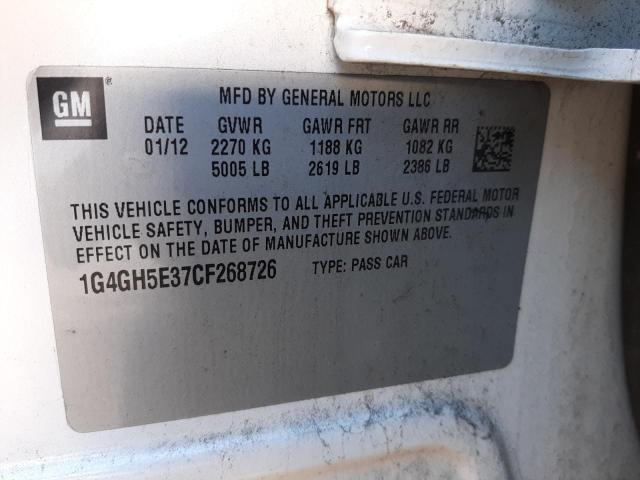 GM
MFD BY GENERAL MOTORS LLC
DATE GVWR GAWR FRT GAWR RR
01/12 2270 KG 1188 KG 1082 KG
5005 LB 2619 LB 2386 LB
THIS VEHICLE CONFORMS TO ALL APPLICABLE U.S. FEDERAL MOTOR
VEHICLE SAFETY, BUMPER, AND THEFT PREVENTION STANDARDS IN
EFFECT ON THE DATE OF MANUFACTURE SHOWN ABOVE.
1G4GH5E37CF268726 TYPE: PASS CAR